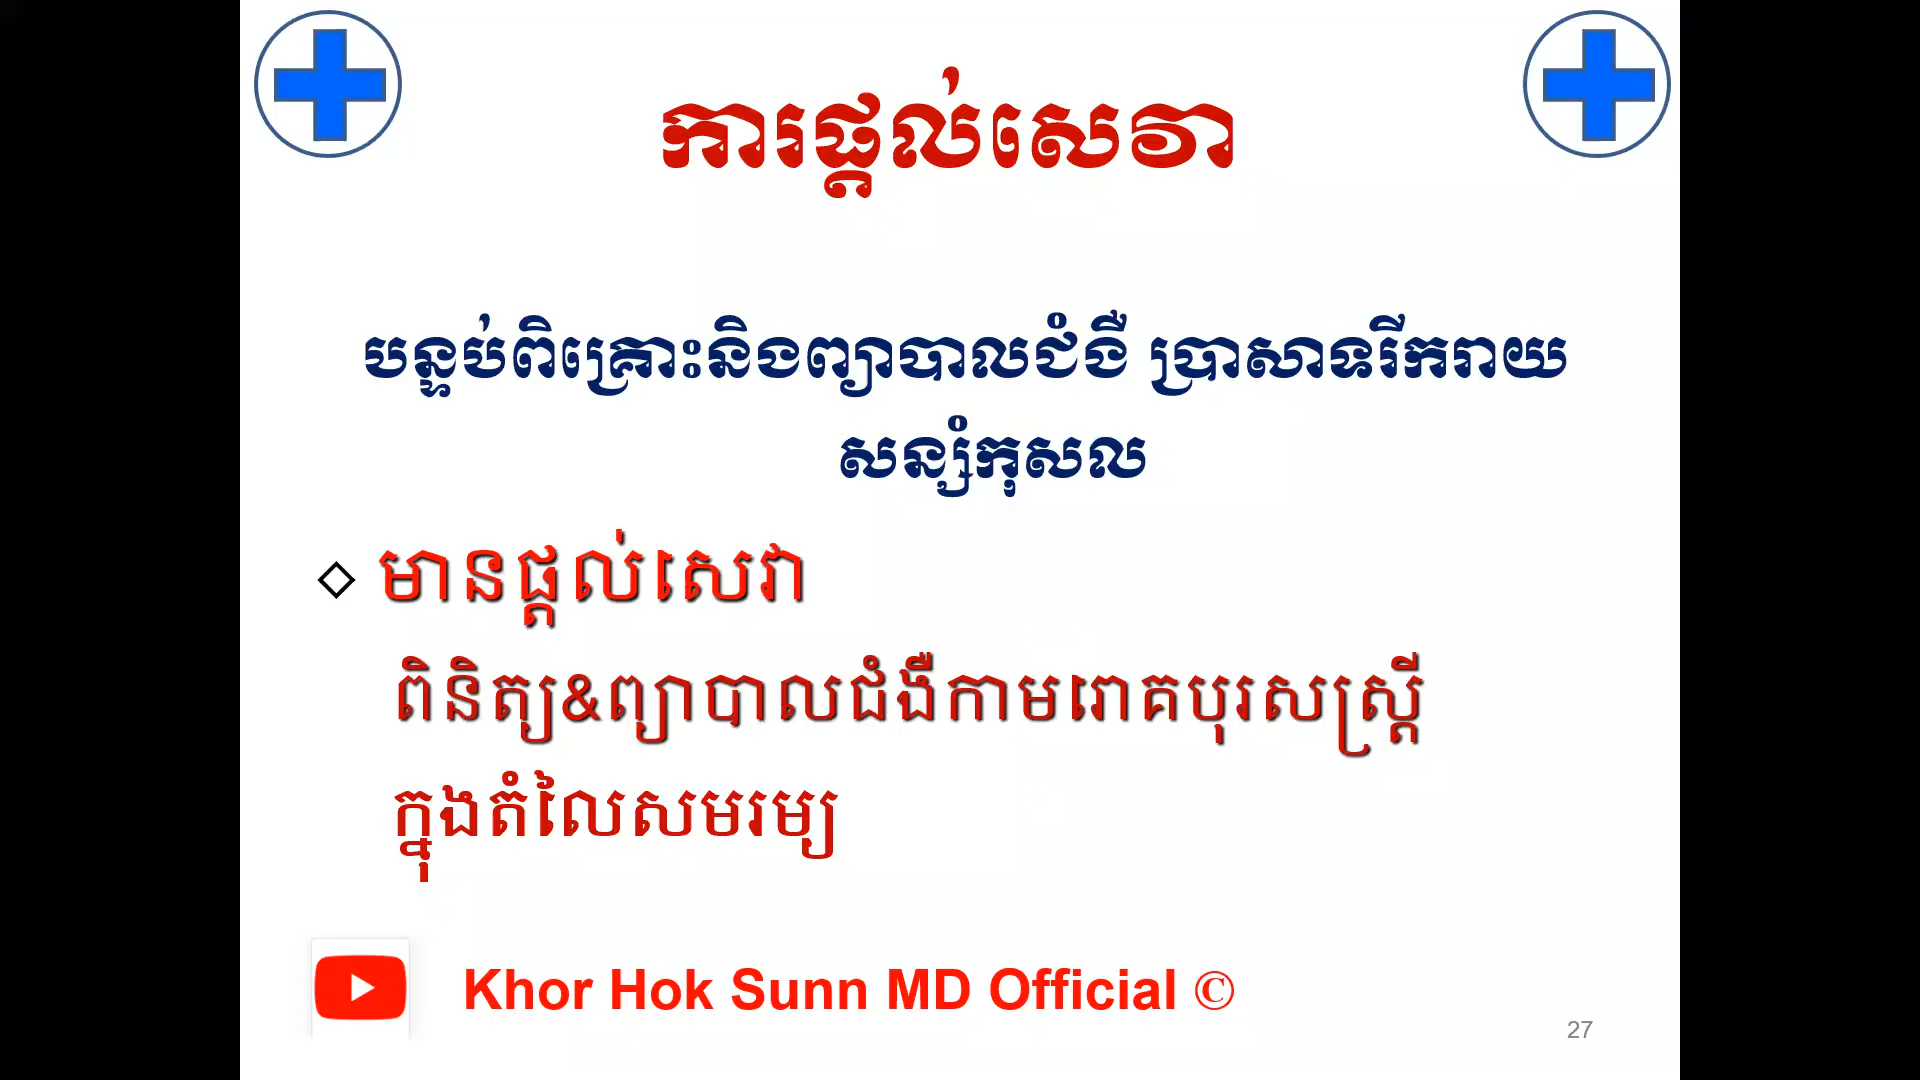 ការផ្តល់សេវា
បន្ទប់ពិគ្រោះនិងព្យាបាលជំងឺ ប្រាសាទរីករាយ
សន្សំកុសល
◇ មានផ្តល់សេវា
ពិនិត្យ&ព្យាបាលជំងឺកាមរោគបុរសស្ត្រី
ក្នុងតំលៃសមរម្យ
Khor Hok Sunn MD Official ©
27